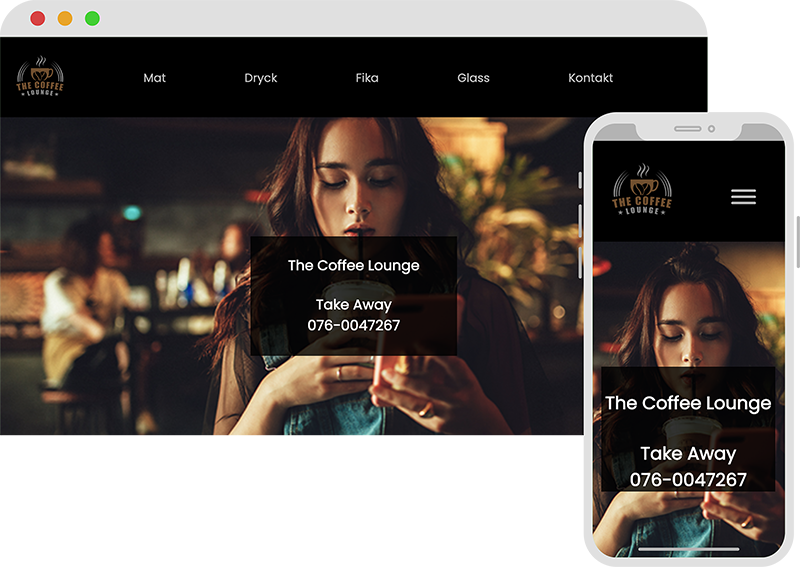 THE COFFEE
LOUNGE
Mat
Dryck
Fika
Glass
Kontakt
The Coffee Lounge
Take Away
076-0047267
THE COFFEE
LOUNGE
The Coffee Lounge
Take Away
076-0047267